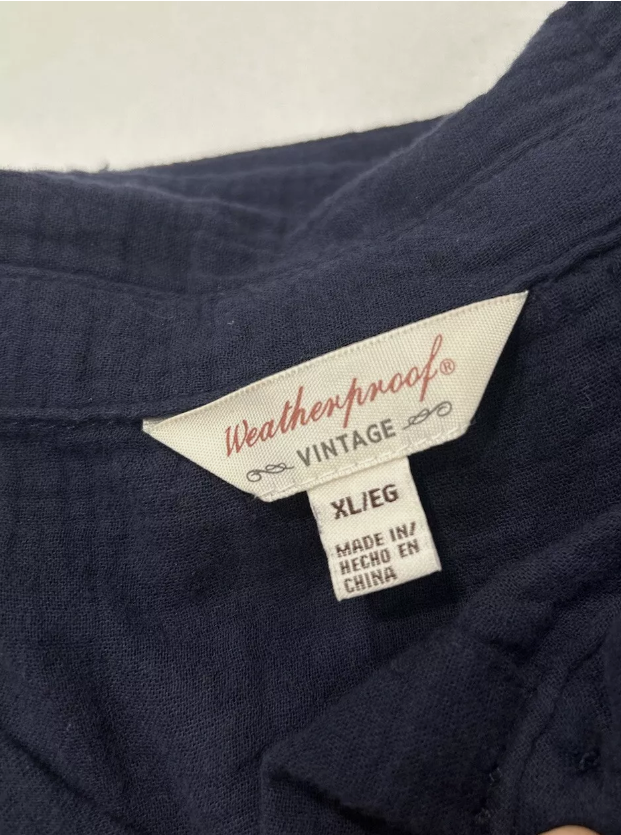 Weatherproof®
VINTAGE
XL/EG
MADE IN/
HECHO EN
CHINA